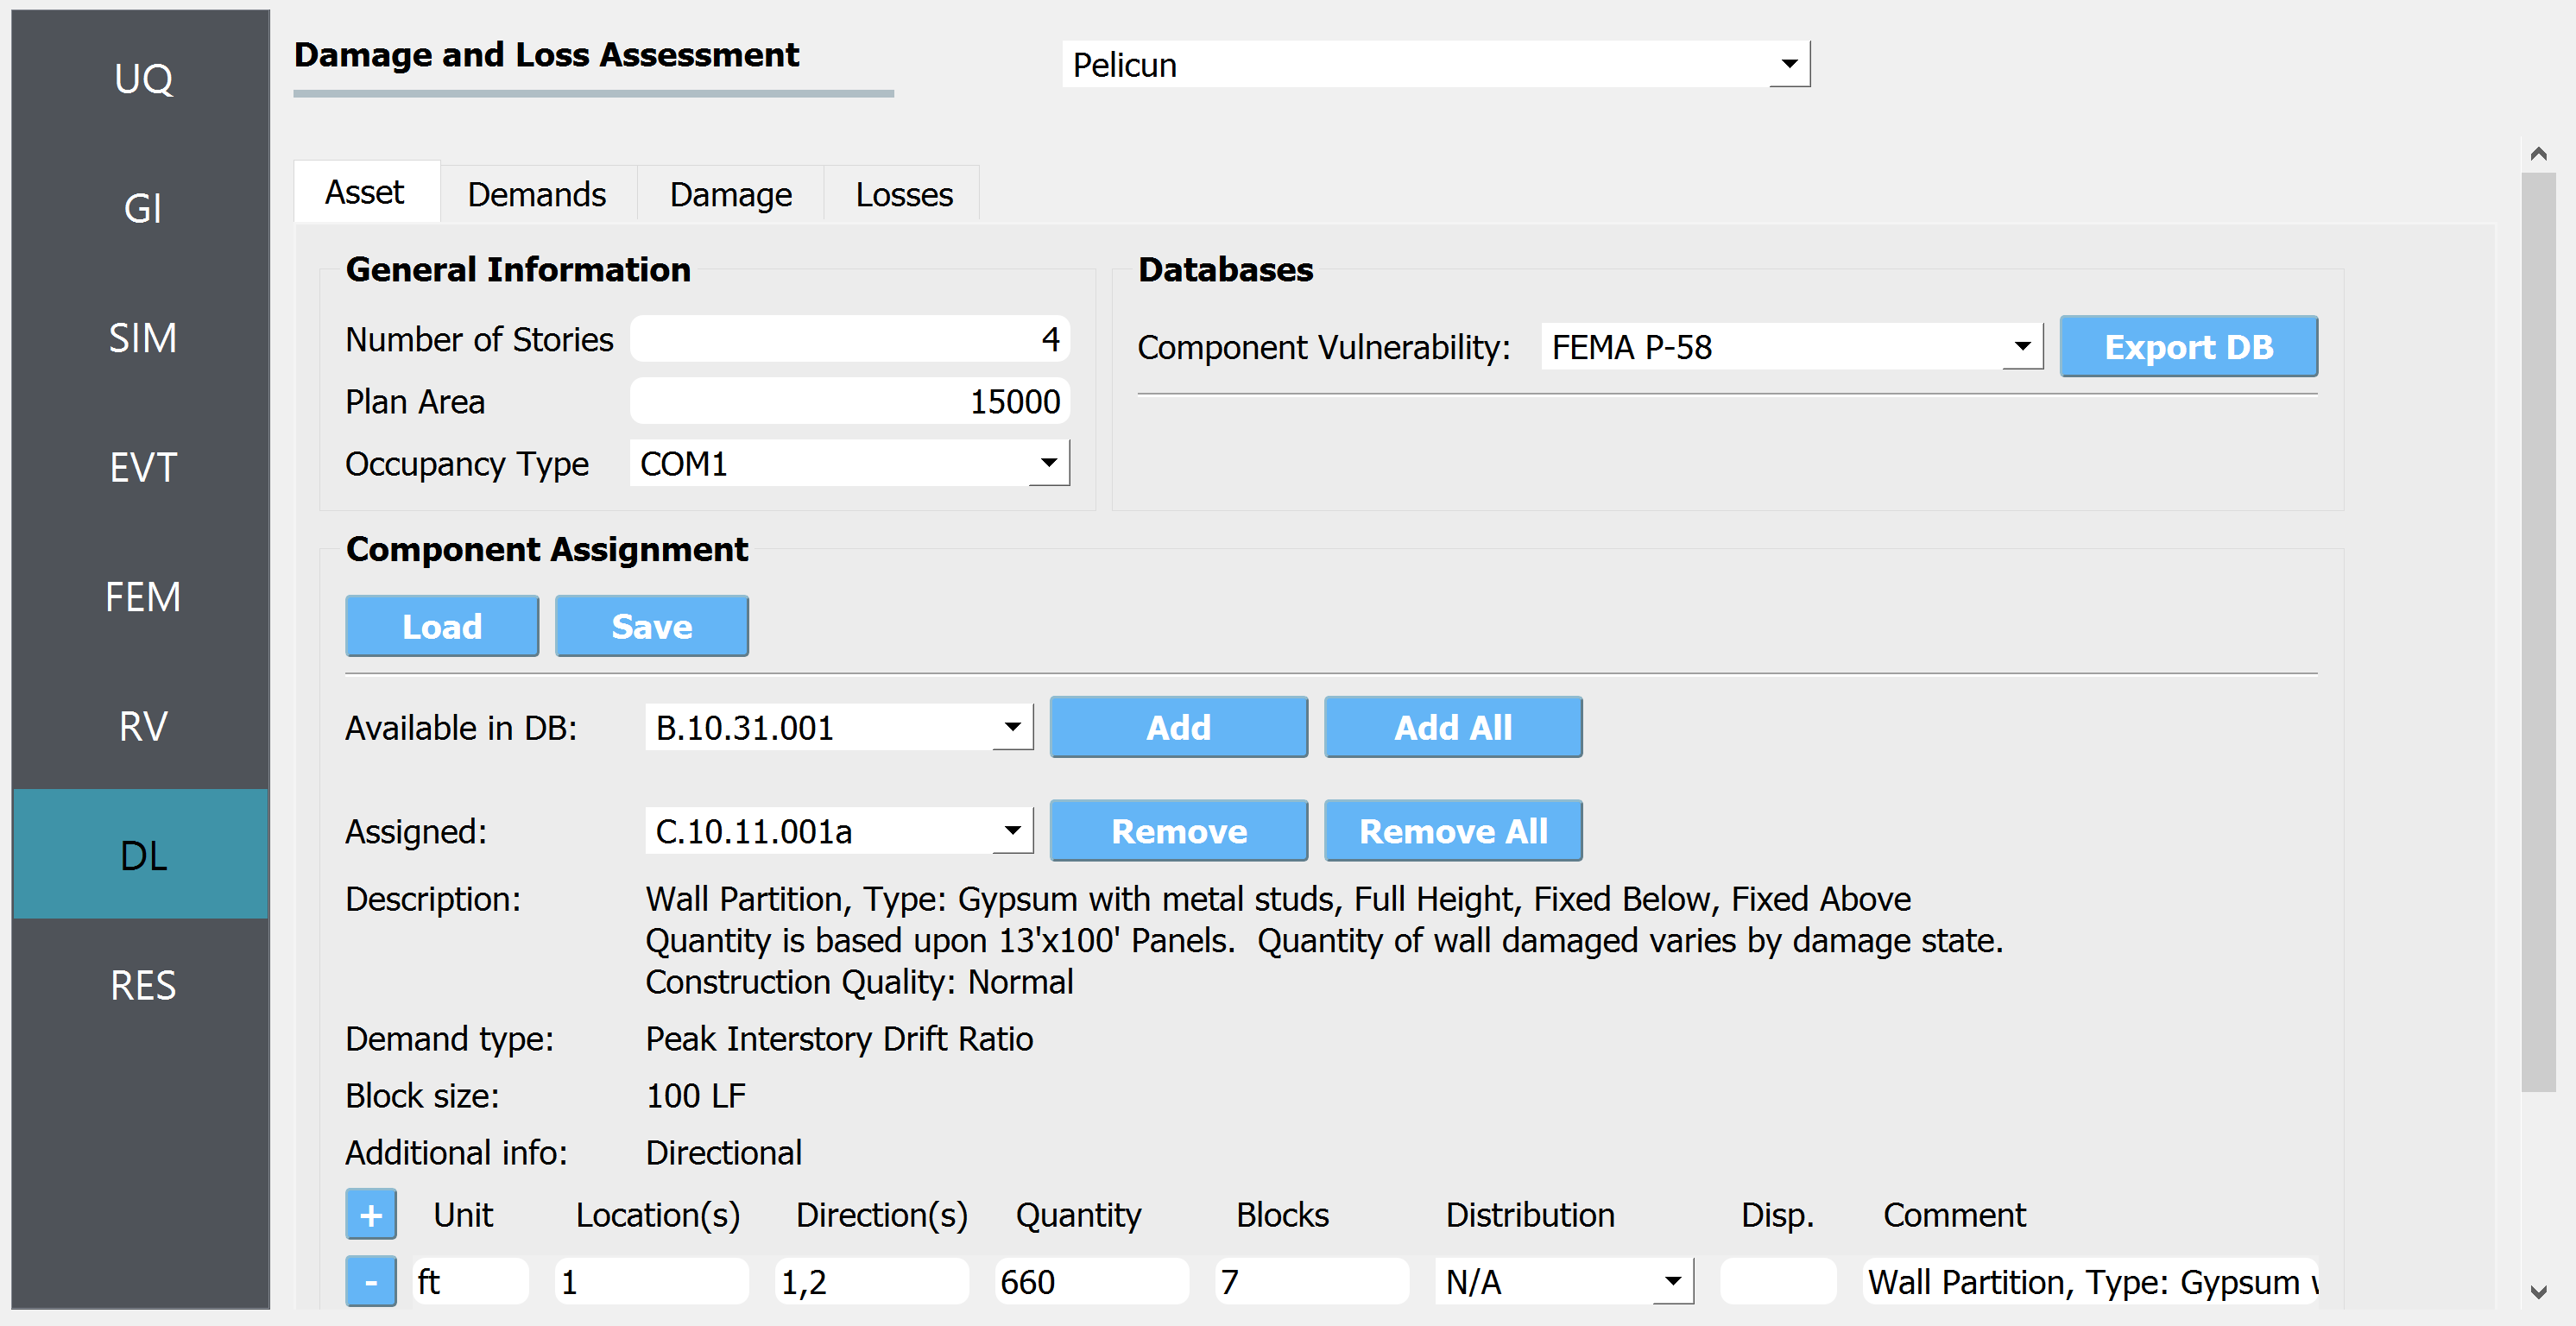 UQ
GI
SIM
EVT
FEM
RV
DL
RES
Damage and Loss Assessment
Pelicun
Asset
Demands
Damage
Losses
General Information
Number of Stories 4
Plan Area 15000
Occupancy Type COM1
Databases
Component Vulnerability: FEMA P-58 Export DB
Component Assignment
Load Save
Available in DB: B.10.31.001 Add Add All
Assigned: C.10.11.001a Remove Remove All
Description: Wall Partition, Type: Gypsum with metal studs, Full Height, Fixed Below, Fixed Above
Quantity is based upon 13'x100' Panels.  Quantity of wall damaged varies by damage state.
Construction Quality: Normal
Demand type: Peak Interstory Drift Ratio
Block size: 100 LF
Additional info: Directional
+ Unit Location(s) Direction(s) Quantity Blocks Distribution Disp. Comment
- ft 1 1,2 660 7 N/A Wall Partition, Type: Gypsum